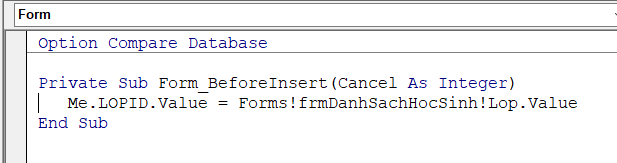 Form
Option Compare Database
Private Sub Form_BeforeInsert(Cancel As Integer)
Me.LOPID.Value = Forms!frmDanhSachHocSinh!Lop.Value
End Sub